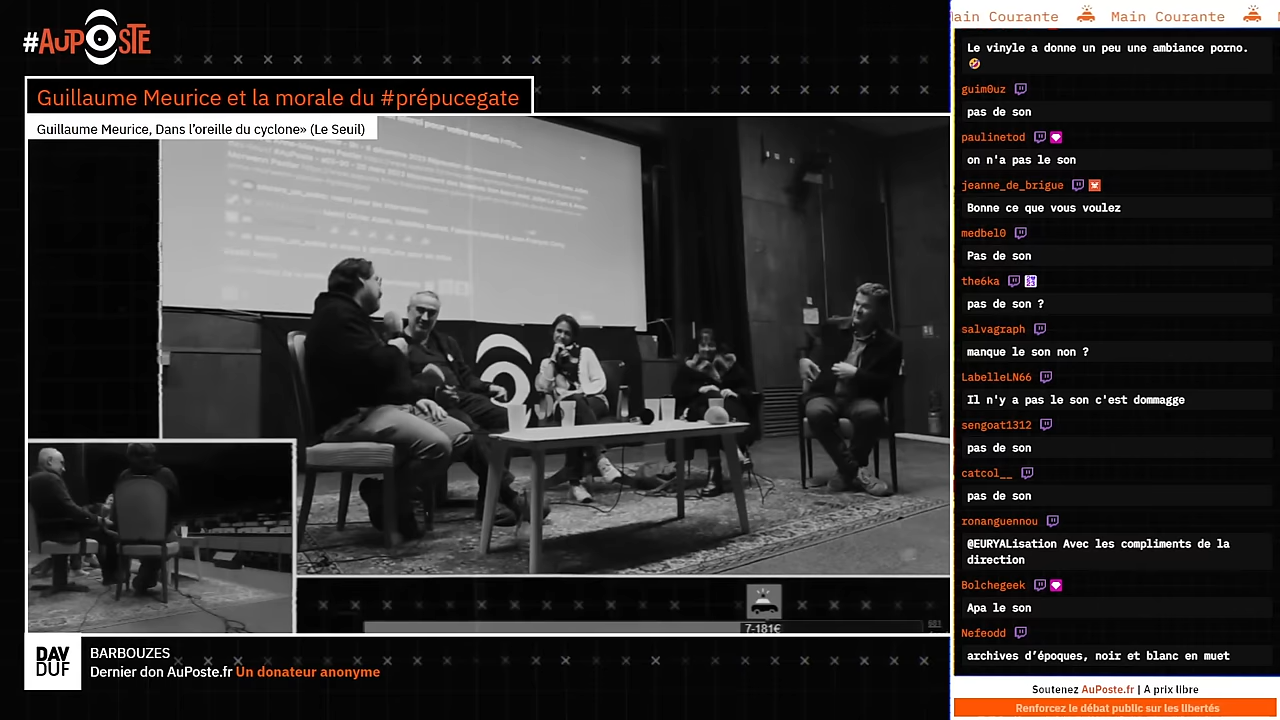 #AuPOSTE
Guillaume Meurice et la morale du #prépucegate
Guillaume Meurice, Dans l'oreille du cyclone» (Le Seuil)
7-181€
DAV
DUF
BARBOUZES
Dernier don AuPoste.fr Un donateur anonyme
Main Courante
Main Courante
Le vinyle a donne un peu une ambiance porno.
🤣
guim0uz
pas de son
paulinetod
on n'a pas le son
jeanne_de_brigue
Bonne ce que vous voulez
medbel0
Pas de son
the6ka
pas de son ?
salvagraph
manque le son non ?
LabelleLN66
Il n'y a pas le son c'est dommagge
sengoat1312
pas de son
catcol__
pas de son
ronanguennou
@EURYALisation Avec les compliments de la
direction
Bolchegeek
Apa le son
Nefeodd
archives d’époques, noir et blanc en muet
Soutenez AuPoste.fr | A prix libre
Renforcez le débat public sur les libertés